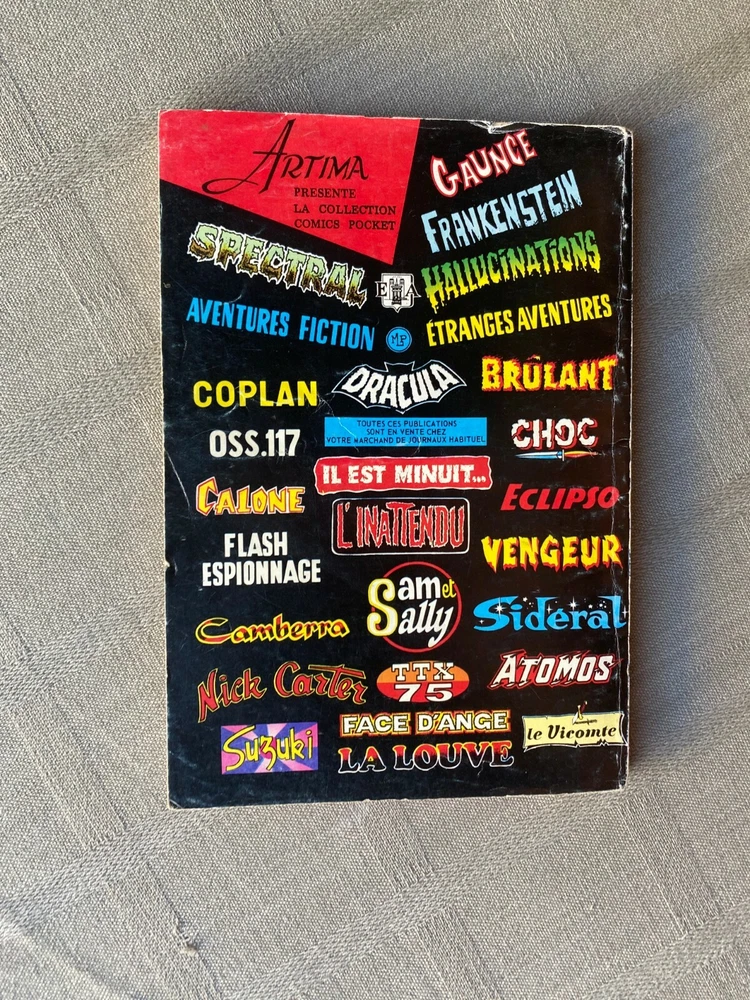 ARTIMA
PRESENTE
LA COLLECTION
COMICS POCKET
GAUNCE
FRANKENSTEIN
SPECTRAL
E A
HALLUCINATIONS
AVENTURES FICTION
MLP
ÉTRANGES AVENTURES
COPLAN
DRACULA
BRÛLANT
OSS.117
TOUTES CES PUBLICATIONS
SONT EN VENTE CHEZ
VOTRE MARCHAND DE JOURNAUX HABITUEL
CHOC
IL EST MINUIT...
CALONE
L'INATTENDU
ECLIPSO
FLASH
ESPIONNAGE
VENGEUR
Sam et
Sally
Sidéral
Camberra
Nick Carter
TTX
75
ATOMOS
Suzuki
FACE D'ANGE
LA LOUVE
le Vicomte